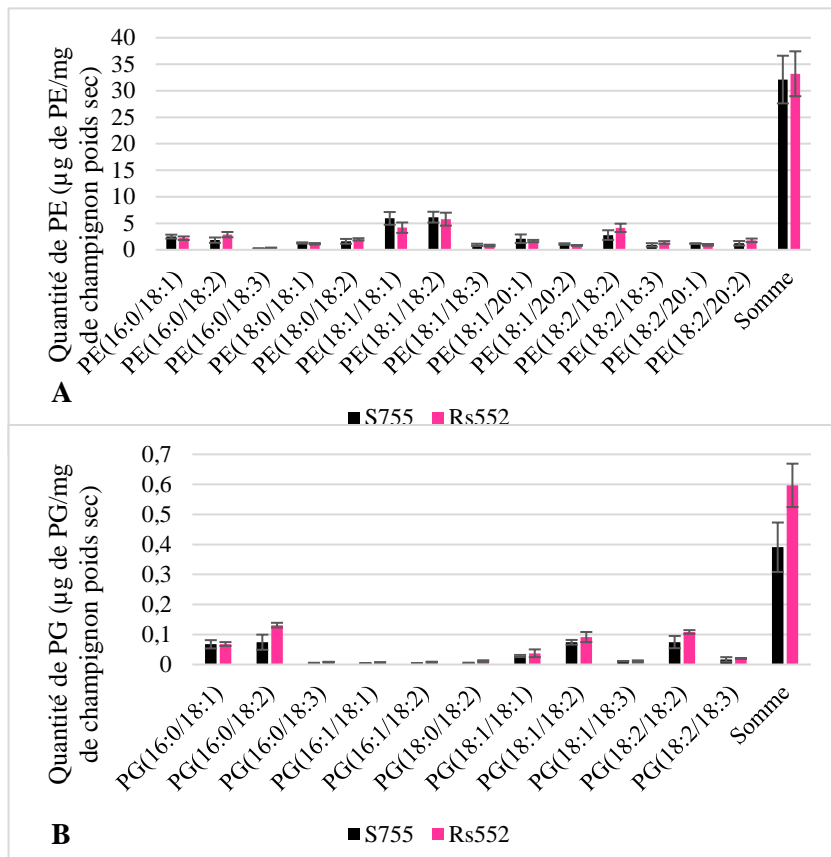 Quantité de PE (µg de PE/mg
de champignon poids sec)
40
35
30
25
20
15
10
5
0
PE(16:0/18:1)
PE(16:0/18:2)
PE(16:0/18:3)
PE(18:0/18:1)
PE(18:0/18:2)
PE(18:1/18:1)
PE(18:1/18:2)
PE(18:1/18:3)
PE(18:1/20:1)
PE(18:1/20:2)
PE(18:2/18:2)
PE(18:2/18:3)
PE(18:2/20:1)
PE(18:2/20:2)
Somme
A
S755 Rs552
Quantité de PG (µg de PG/mg
de champignon poids sec)
0,7
0,6
0,5
0,4
0,3
0,2
0,1
0
PG(16:0/18:1)
PG(16:0/18:2)
PG(16:0/18:3)
PG(16:1/18:1)
PG(16:1/18:2)
PG(18:0/18:2)
PG(18:1/18:1)
PG(18:1/18:2)
PG(18:1/18:3)
PG(18:2/18:2)
PG(18:2/18:3)
Somme
B
S755 Rs552